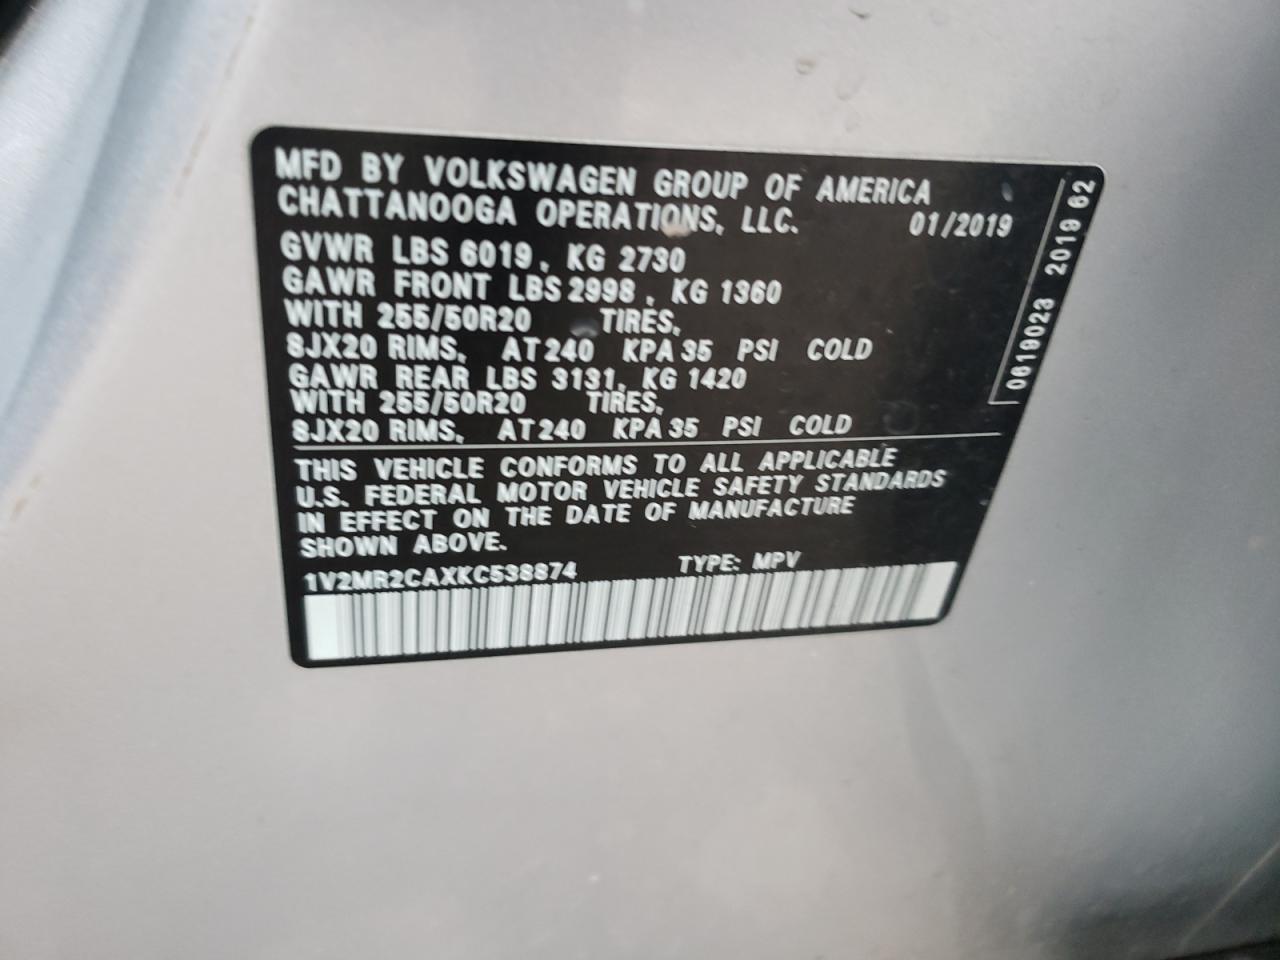 MFD BY VOLKSWAGEN GROUP OF AMERICA
CHATTANOOGA OPERATIONS, LLC. 01/2019
GVWR LBS 6019, KG 2730
GAWR FRONT LBS 2998, KG 1360
WITH 255/50R20 TIRES,
8JX20 RIMS, AT 240 KPA 35 PSI COLD
GAWR REAR LBS 3131, KG 1420
WITH 255/50R20 TIRES,
8JX20 RIMS, AT 240 KPA 35 PSI COLD
THIS VEHICLE CONFORMS TO ALL APPLICABLE
U.S. FEDERAL MOTOR VEHICLE SAFETY STANDARDS
IN EFFECT ON THE DATE OF MANUFACTURE
SHOWN ABOVE.
1V2MR2CAXKC538874 TYPE: MPV
0619023 2019 62